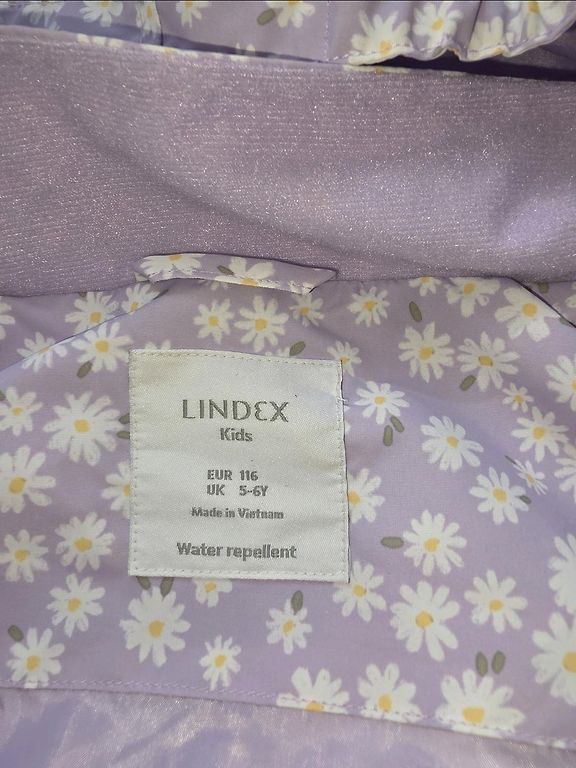 LINDEX
Kids
EUR 116
UK 5-6Y
Made in Vietnam
Water repellent